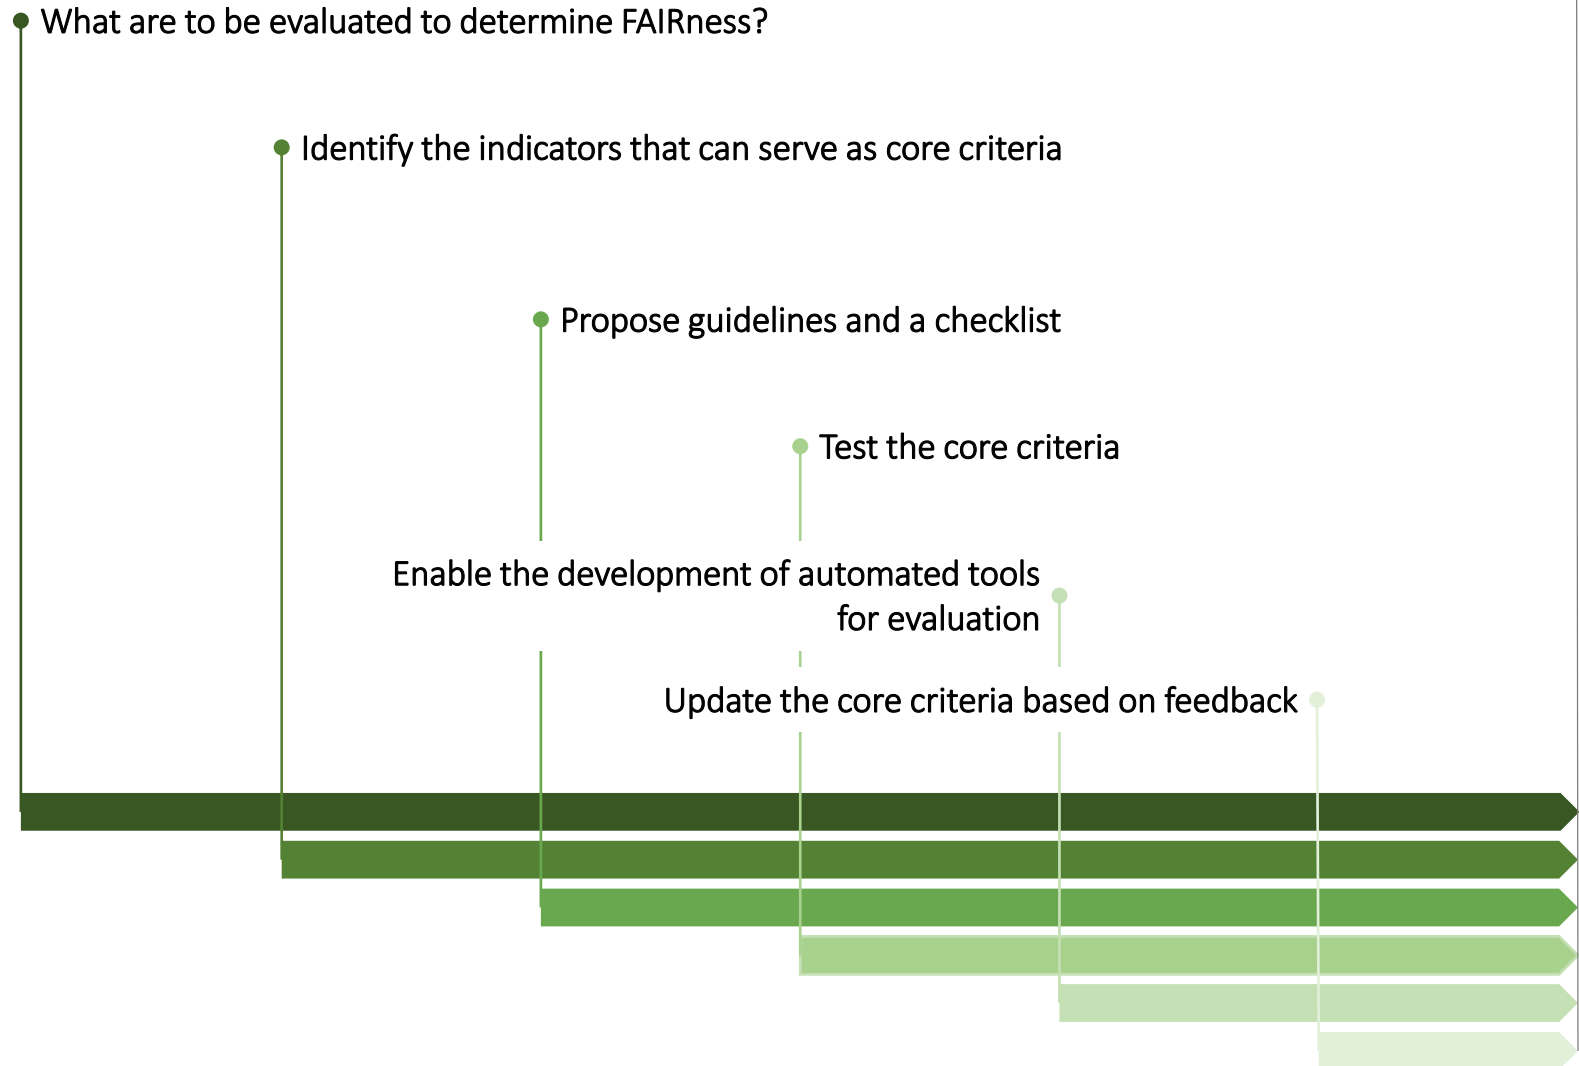 What are to be evaluated to determine FAIRness?
Identify the indicators that can serve as core criteria
Propose guidelines and a checklist
Test the core criteria
Enable the development of automated tools
for evaluation
Update the core criteria based on feedback